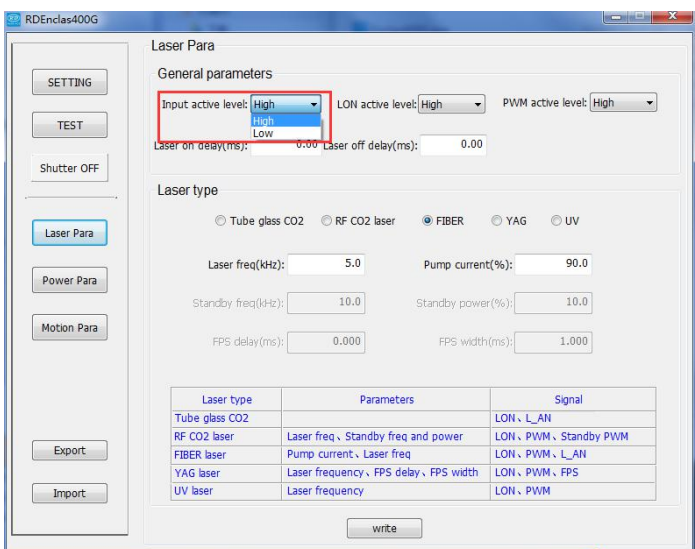 RDEnclas400G
Laser Para
General parameters
SETTING
Input active level: High LON active level: High PWM active level: High
High
Low
TEST
Laser on delay(ms): 0.00 Laser off delay(ms): 0.00
Shutter OFF
Laser type
Tube glass CO2 RF CO2 laser FIBER YAG UV
Laser Para
Laser freq(kHz): 5.0 Pump current(%): 90.0
Power Para
Standby freq(kHz): 10.0 Standby power(%): 10.0
Motion Para
FPS delay(ms): 0.000 FPS width(ms): 1.000
Laser type Parameters Signal
Tube glass CO2 LON、L_AN
RF CO2 laser Laser freq、Standby freq and power LON、PWM、Standby PWM
Export
FIBER laser Pump current、Laser freq LON、PWM、L_AN
YAG laser Laser frequency、FPS delay、FPS width LON、PWM、FPS
Import
UV laser Laser frequency LON、PWM
write